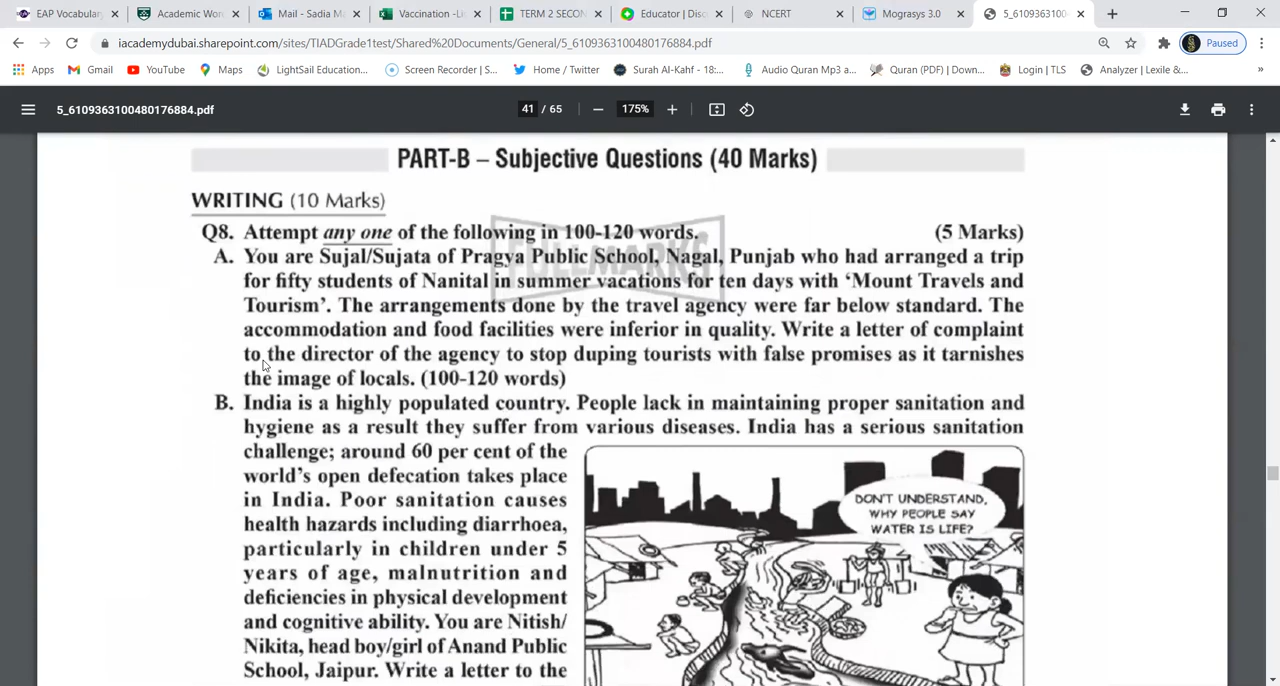 EAP Vocabulary
Academic Wor
Mail - Sadia M
Vaccination -Li
TERM 2 SECON
Educator | Disc
NCERT
Mograsys 3.0
5_6109363100
iacademydubai.sharepoint.com/sites/TIADGrade1test/Shared%20Documents/General/5_6109363100480176884.pdf
Paused
Apps
Gmail
YouTube
Maps
LightSail Education...
Screen Recorder | S...
Home / Twitter
Surah Al-Kahf - 18:...
Audio Quran Mp3 a...
Quran (PDF) | Down...
Login | TLS
Analyzer | Lexile &...
»
5_6109363100480176884.pdf
41 / 65
175%
PART-B – Subjective Questions (40 Marks)
WRITING (10 Marks)
FULLMARKS
Q8. Attempt any one of the following in 100-120 words. (5 Marks)
A. You are Sujal/Sujata of Pragya Public School, Nagal, Punjab who had arranged a trip
for fifty students of Nanital in summer vacations for ten days with ‘Mount Travels and
Tourism’. The arrangements done by the travel agency were far below standard. The
accommodation and food facilities were inferior in quality. Write a letter of complaint
to the director of the agency to stop duping tourists with false promises as it tarnishes
the image of locals. (100-120 words)
B. India is a highly populated country. People lack in maintaining proper sanitation and
hygiene as a result they suffer from various diseases. India has a serious sanitation
challenge; around 60 per cent of the
world’s open defecation takes place
in India. Poor sanitation causes
health hazards including diarrhoea,
particularly in children under 5
years of age, malnutrition and
deficiencies in physical development
and cognitive ability. You are Nitish/
Nikita, head boy/girl of Anand Public
School, Jaipur. Write a letter to the
DON'T UNDERSTAND,
WHY PEOPLE SAY
WATER IS LIFE?